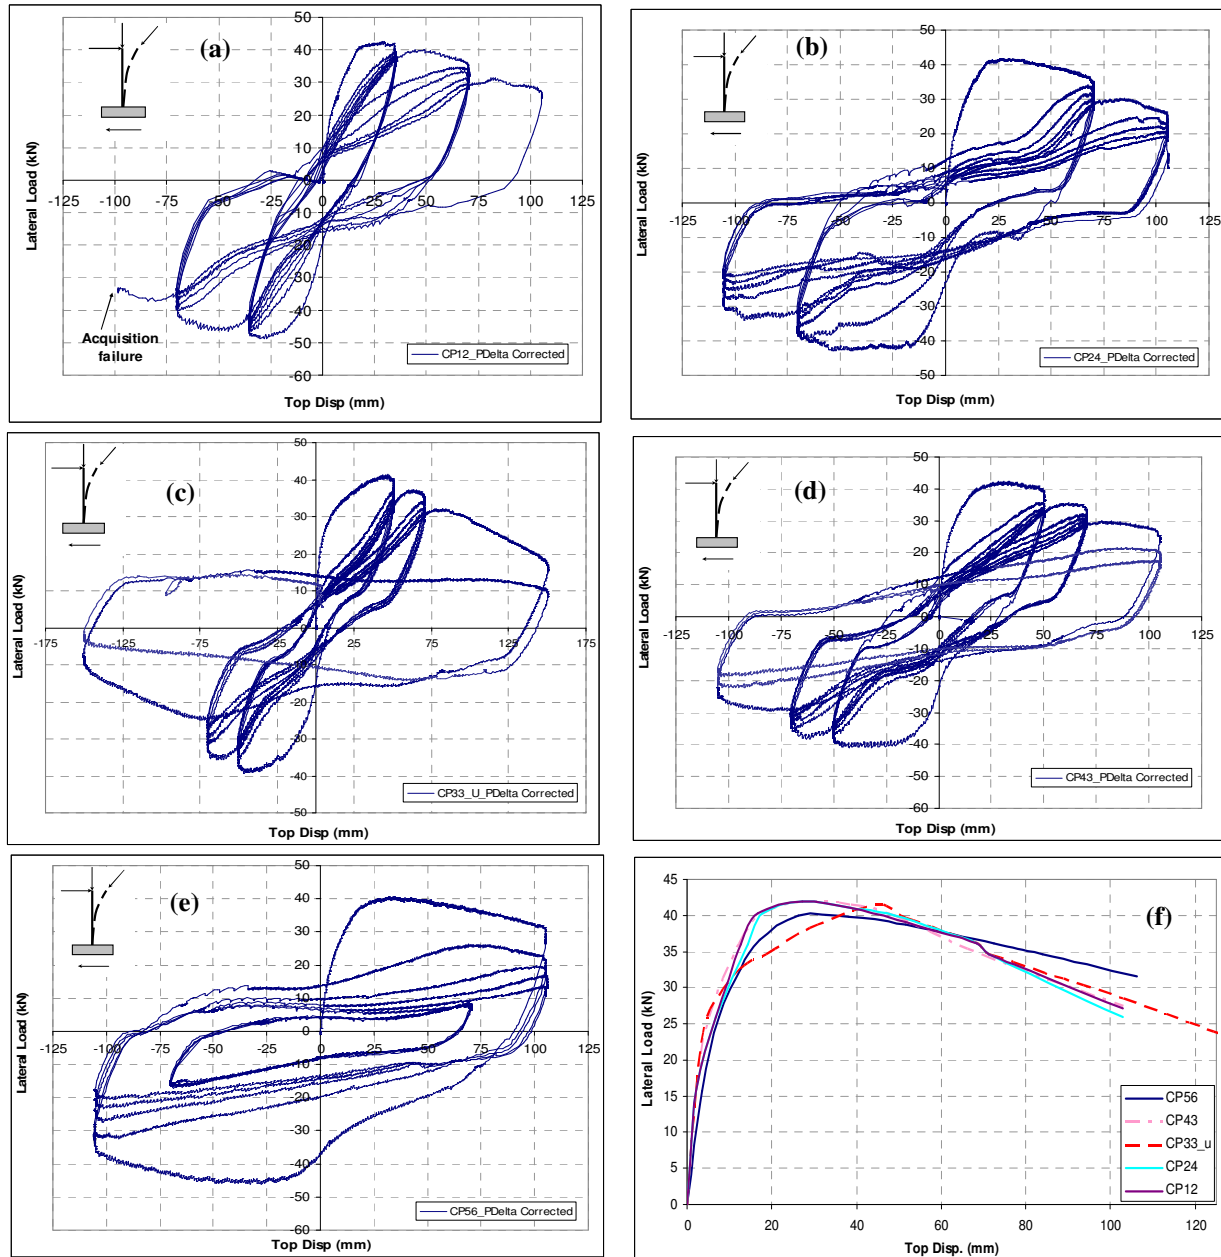 (a)
Lateral Load (kN)
50
40
30
20
10
0
10
20
30
-40
-50
-60
-125 -100 -75 -50 -25 0 25 50 75 100 125
Acquisition
failure
CP12_PDelta Corrected
Top Disp (mm)
(b)
Lateral Load (kN)
50
40
30
20
10
0
-10
-20
-30
-40
-50
-125 -100 -75 -50 -25 0 25 50 75 100 125
CP24_PDelta Corrected
Top Disp (mm)
(c)
Lateral Load (kN)
50
40
30
20
10
0
-10
-20
-30
-40
-50
-175 -125 -75 -25 25 75 125 175
CP33_U_PDelta Corrected
Top Disp (mm)
(d)
Lateral Load (kN)
50
40
30
20
10
0
-10
-20
-30
-40
-50
-60
-125 -100 -75 -50 -25 0 25 50 75 100 125
CP43_PDelta Corrected
Top Disp (mm)
(e)
Lateral Load (kN)
50
40
30
20
10
0
-10
-20
-30
-40
-50
-60
-125 -100 -75 -50 -25 0 25 50 75 100 125
CP56_PDelta Corrected
Top Disp (mm)
(f)
Lateral Load (kN)
45
40
35
30
25
20
15
10
5
0
0 20 40 60 80 100 120
CP56
CP43
CP33_u
CP24
CP12
Top Disp. (mm)